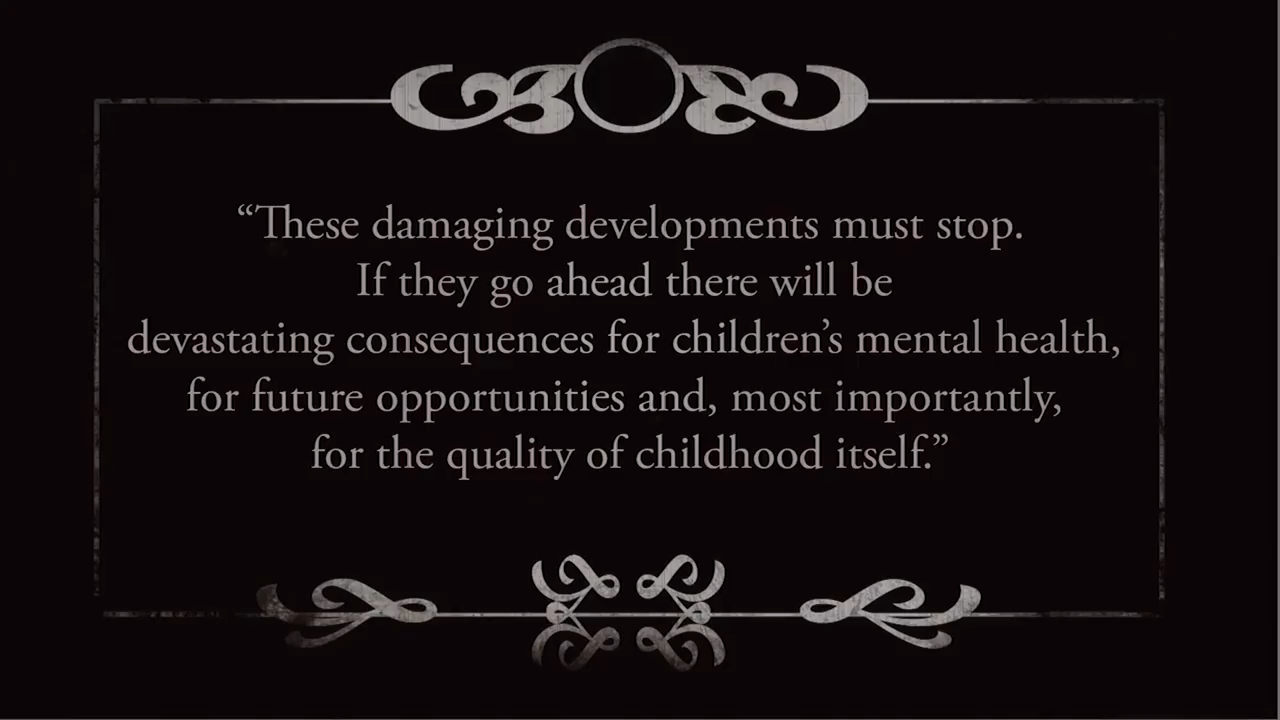 “These damaging developments must stop.
If they go ahead there will be
devastating consequences for children’s mental health,
for future opportunities and, most importantly,
for the quality of childhood itself.”